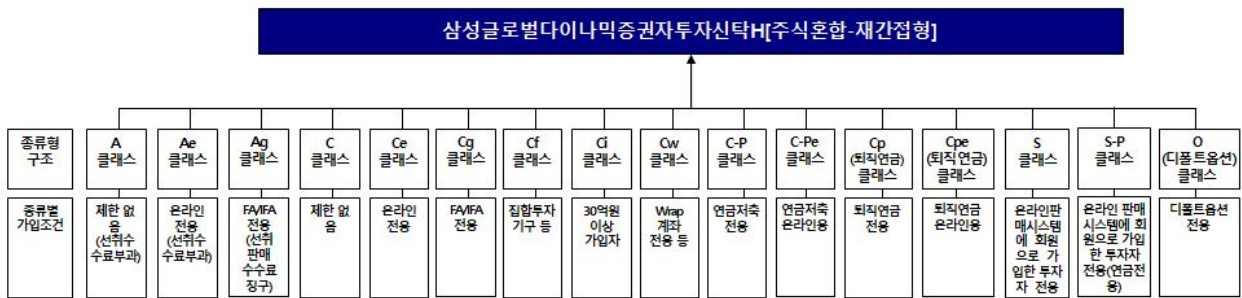 삼성글로벌다이나믹증권자투자신탁H[주식혼합-재간접형]
종류형
구조
A
클래스
Ae
클래스
Ag
클래스
C
클래스
Ce
클래스
Cg
클래스
Cf
클래스
Ci
클래스
Cw
클래스
C-P
클래스
C-Pe
클래스
Cp
(퇴직연금)
클래스
Cpe
(퇴직연금)
클래스
S
클래스
S-P
클래스
O
(디폴트옵션)
클래스
종류별
가입조건
제한 없
음
(선취수
수료부과)
온라인
전용
(선취수
수료부과)
FA/IFA
전용
(선취
판매
수수료
징구)
제한 없
음
온라인
전용
FA/IFA
전용
집합투자
기구 등
30억원
이상
가입자
Wrap
계좌
전용 등
연금저축
전용
연금저축
온라인용
퇴직연금
전용
퇴직연금
온라인용
온라인판
매시스템
에 회원
으로 가
입한 투자
자 전용
온라인 판매
시스템에 회
원으로 가입
한 투자자
전용(연금전
용)
디폴트옵션
전용